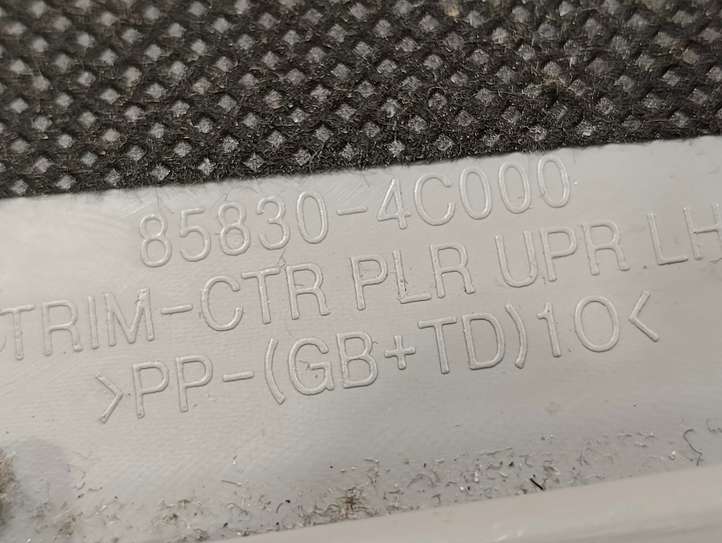 85830-4C000
TRIM-CTR PLR UPR LH
>PP-(GB+TD)10<